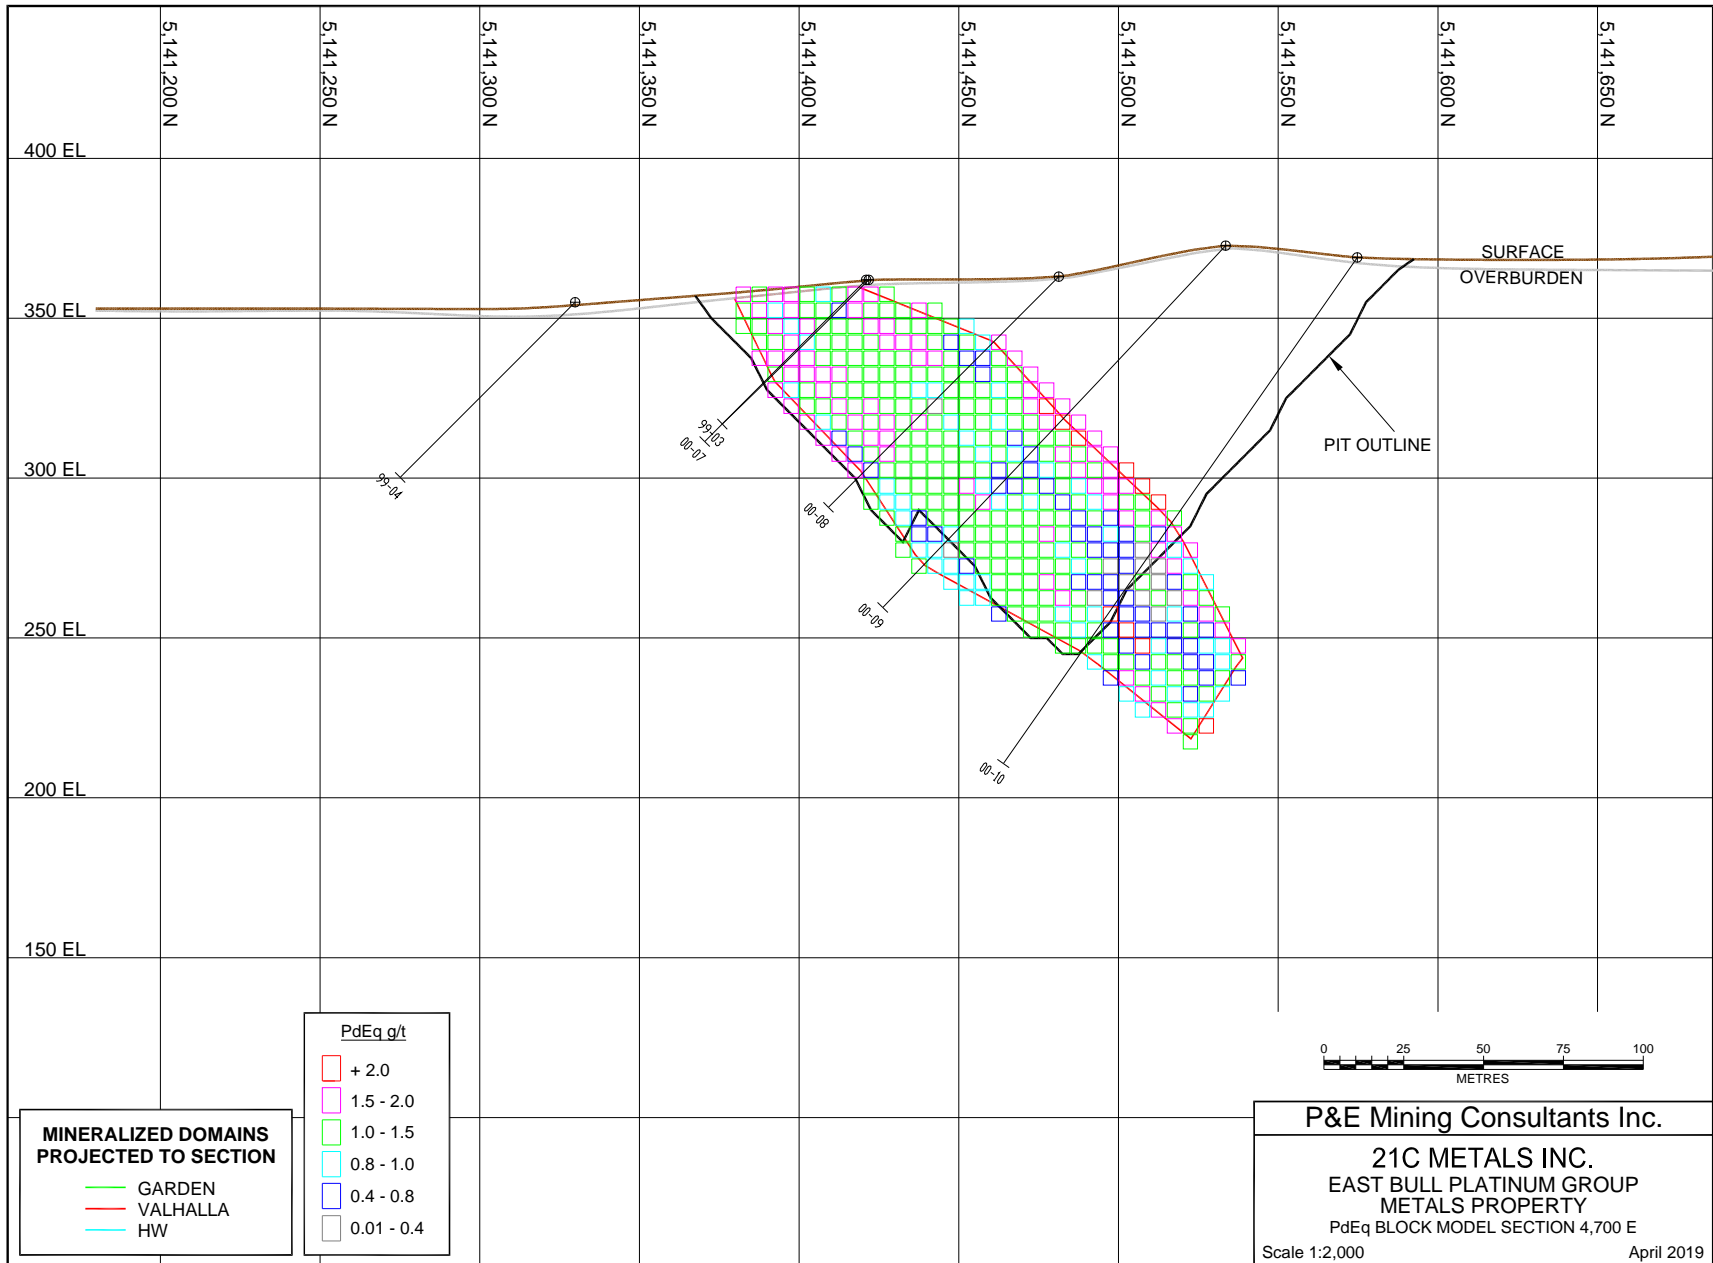 5,141,200 N
5,141,250 N
5,141,300 N
5,141,350 N
5,141,400 N
5,141,450 N
5,141,500 N
5,141,550 N
5,141,600 N
5,141,650 N
400 EL
350 EL
300 EL
250 EL
200 EL
150 EL
SURFACE
OVERBURDEN
PIT OUTLINE
99-04
99-03
00-07
00-08
00-09
00-10
MINERALIZED DOMAINS
PROJECTED TO SECTION
GARDEN
VALHALLA
HW
PdEq g/t
+ 2.0
1.5 - 2.0
1.0 - 1.5
0.8 - 1.0
0.4 - 0.8
0.01 - 0.4
0 25 50 75 100
METRES
P&E Mining Consultants Inc.
21C METALS INC.
EAST BULL PLATINUM GROUP
METALS PROPERTY
PdEq BLOCK MODEL SECTION 4,700 E
Scale 1:2,000 April 2019